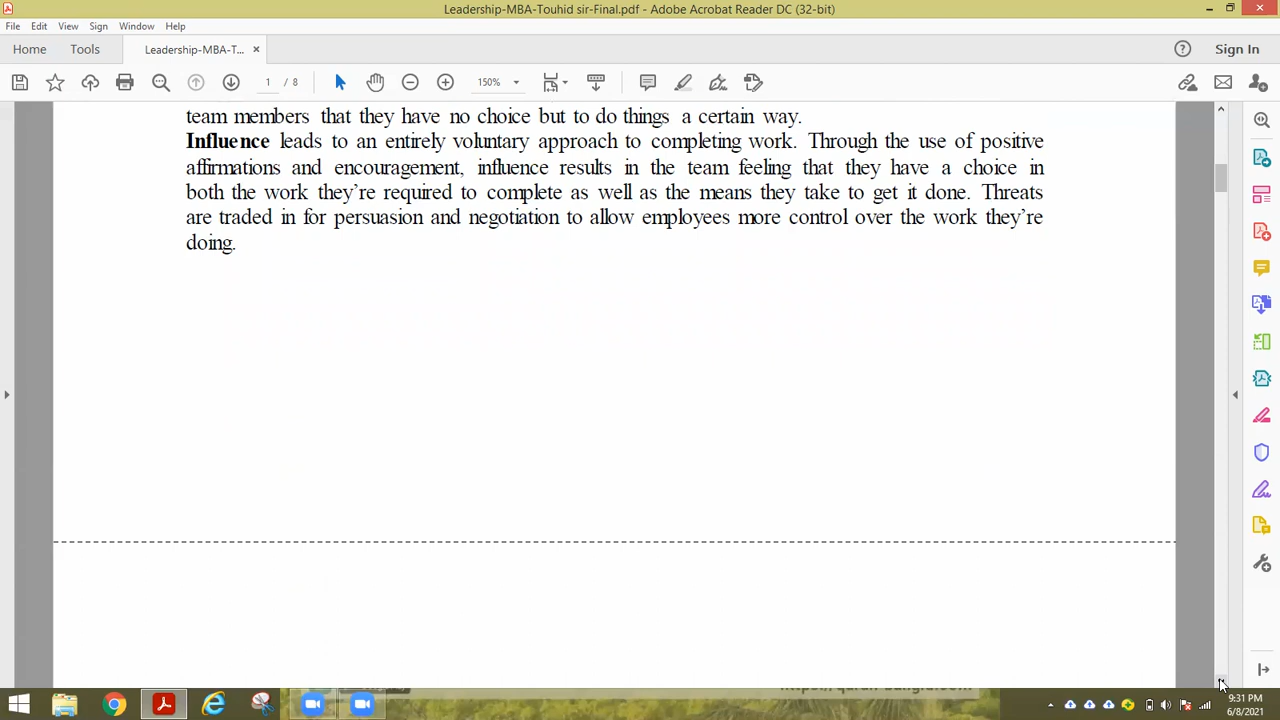 Leadership-MBA-Touhid sir-Final.pdf - Adobe Acrobat Reader DC (32-bit)
File Edit View Sign Window Help
Home Tools Leadership-MBA-T... Sign In
1 / 8 150%
team members that they have no choice but to do things a certain way.
Influence leads to an entirely voluntary approach to completing work. Through the use of positive
affirmations and encouragement, influence results in the team feeling that they have a choice in
both the work they're required to complete as well as the means they take to get it done. Threats
are traded in for persuasion and negotiation to allow employees more control over the work they're
doing.
9:31 PM
6/8/2021